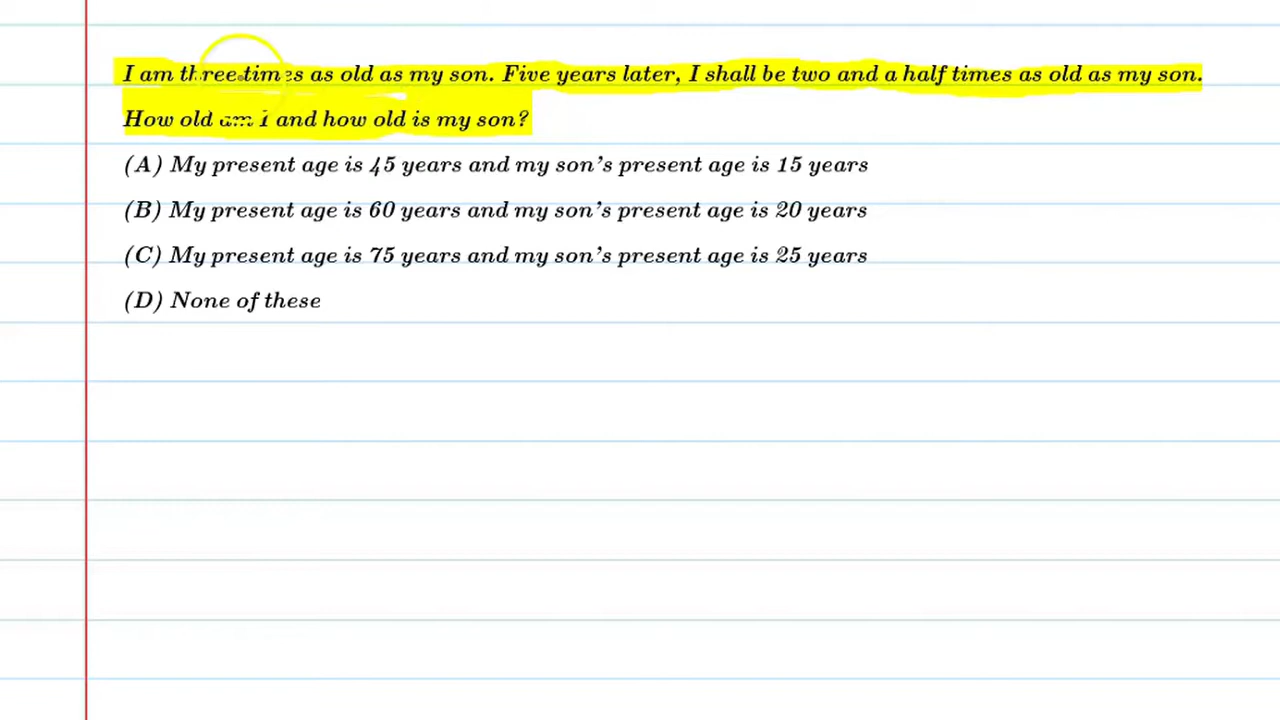 I am three times as old as my son. Five years later, I shall be two and a half times as old as my son.
How old am I and how old is my son?
(A) My present age is 45 years and my son's present age is 15 years
(B) My present age is 60 years and my son's present age is 20 years
(C) My present age is 75 years and my son's present age is 25 years
(D) None of these